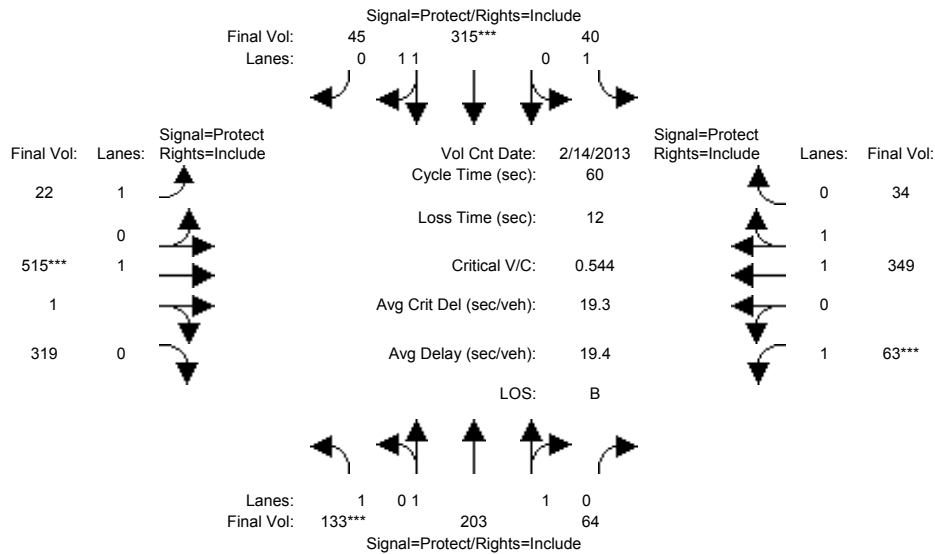 Signal=Protect/Rights=Include
Final Vol: 45 315*** 40
Lanes: 0 1 1 0 1
Signal=Protect Signal=Protect
Final Vol: Lanes: Rights=Include Vol Cnt Date: 2/14/2013 Rights=Include Lanes: Final Vol:
Cycle Time (sec): 60
22 1 0 34
Loss Time (sec): 12
0 1
515*** 1 Critical V/C: 0.544 1 349
1 Avg Crit Del (sec/veh): 19.3 0
319 0 Avg Delay (sec/veh): 19.4 1 63***
LOS: B
Lanes: 1 0 1 1 0
Final Vol: 133*** 203 64
Signal=Protect/Rights=Include